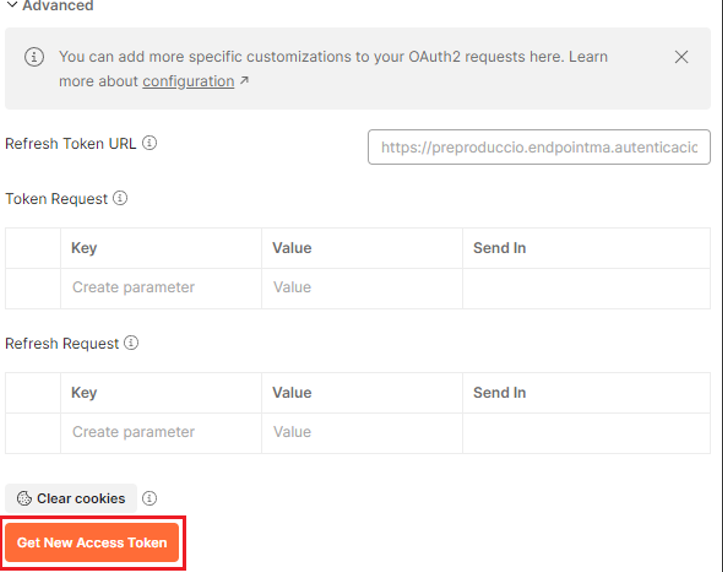 Advanced
You can add more specific customizations to your OAuth2 requests here. Learn
more about configuration ↗
Refresh Token URL
https://preproduccio.endpointma.autenticacic
Token Request
Key Value Send In
Create parameter Value
Refresh Request
Key Value Send In
Create parameter Value
Clear cookies
Get New Access Token